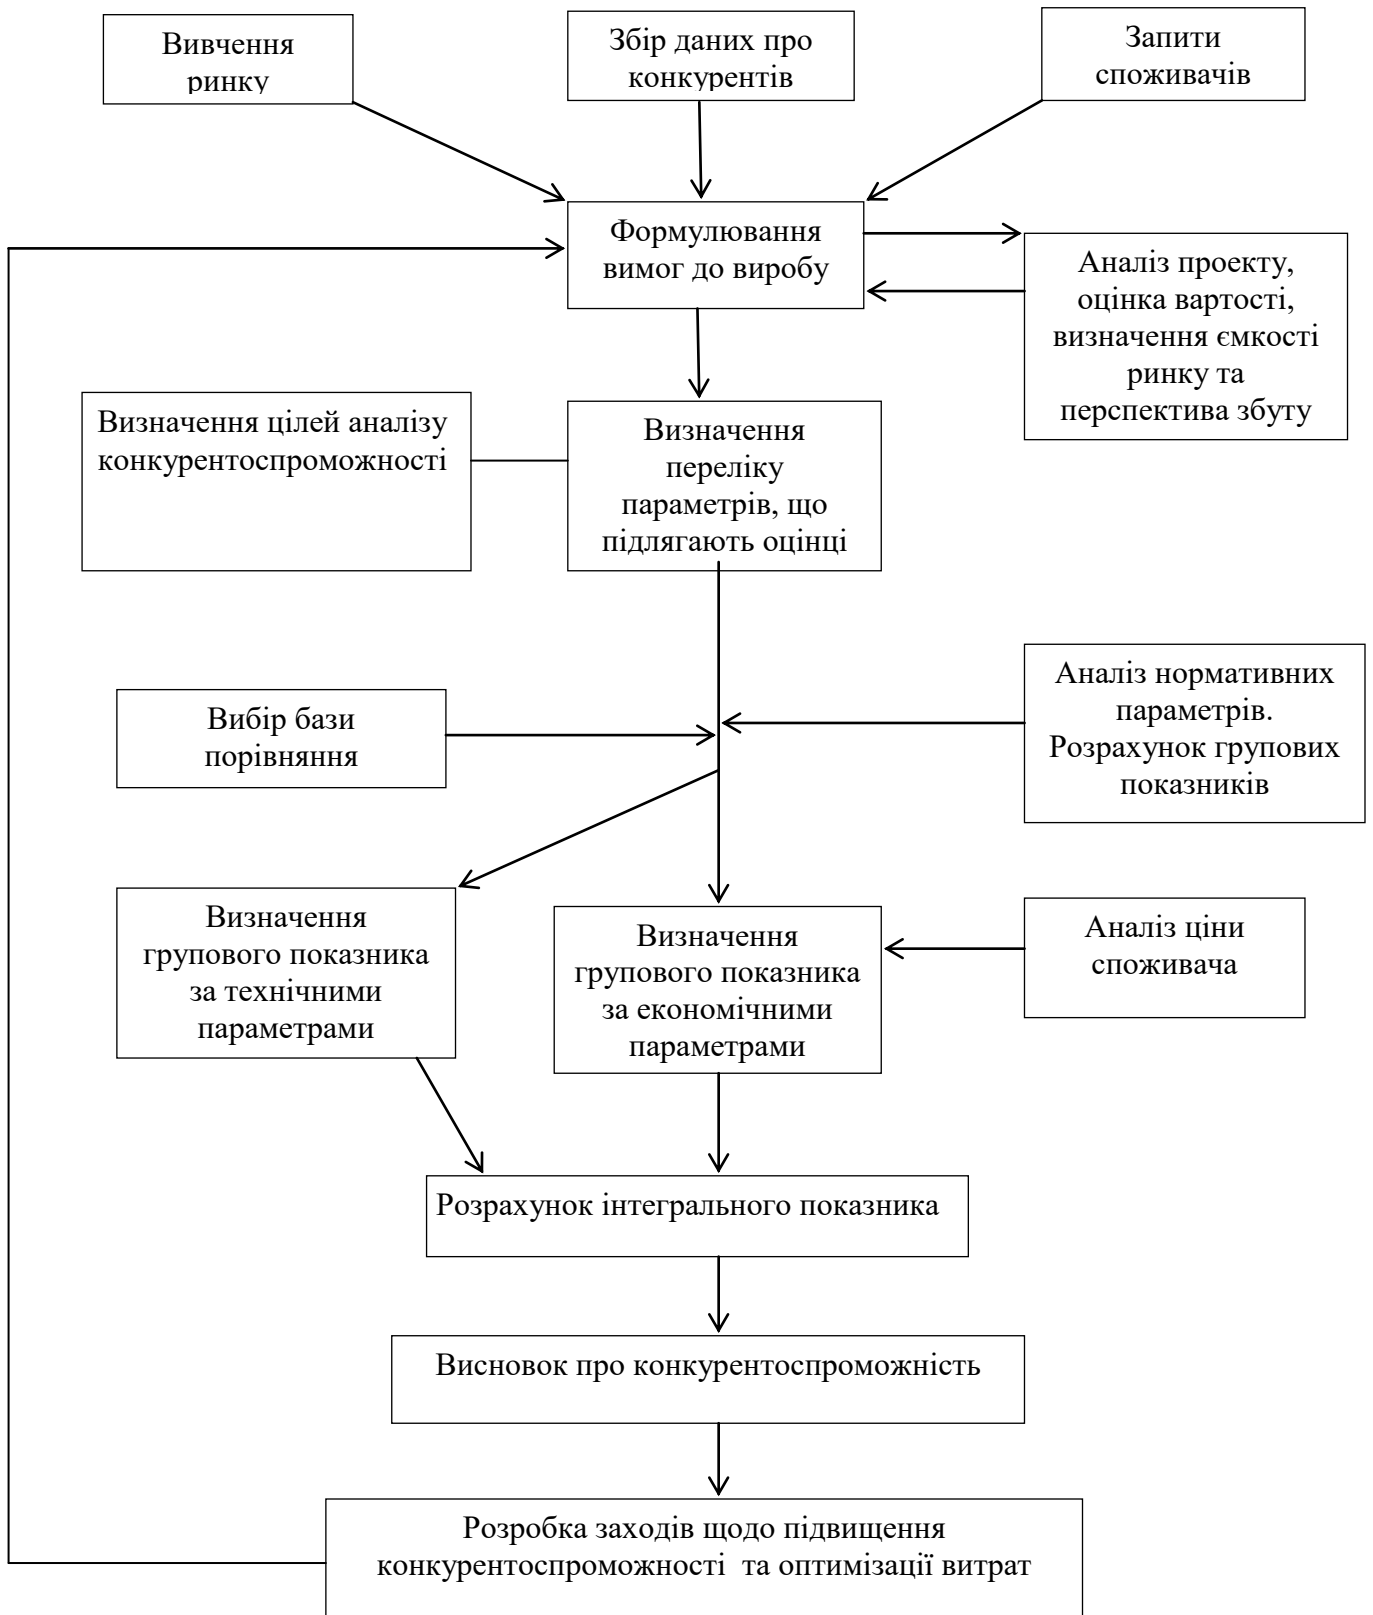 Вивчення
ринку
Збір даних про
конкурентів
Запити
споживачів
Формулювання
вимог до виробу
Аналіз проекту,
оцінка вартості,
визначення ємкості
ринку та
перспектива збуту
Визначення цілей аналізу
конкурентоспроможності
Визначення
переліку
параметрів, що
підлягають оцінці
Аналіз нормативних
параметрів.
Розрахунок групових
показників
Вибір бази
порівняння
Визначення
групового показника
за технічними
параметрами
Визначення
групового показника
за економічними
параметрами
Аналіз ціни
споживача
Розрахунок інтегрального показника
Висновок про конкурентоспроможність
Розробка заходів щодо підвищення
конкурентоспроможності та оптимізації витрат